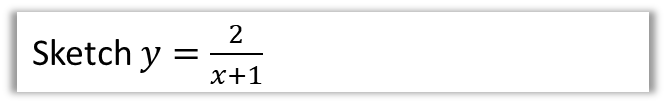 Sketch y = 2/(x+1)